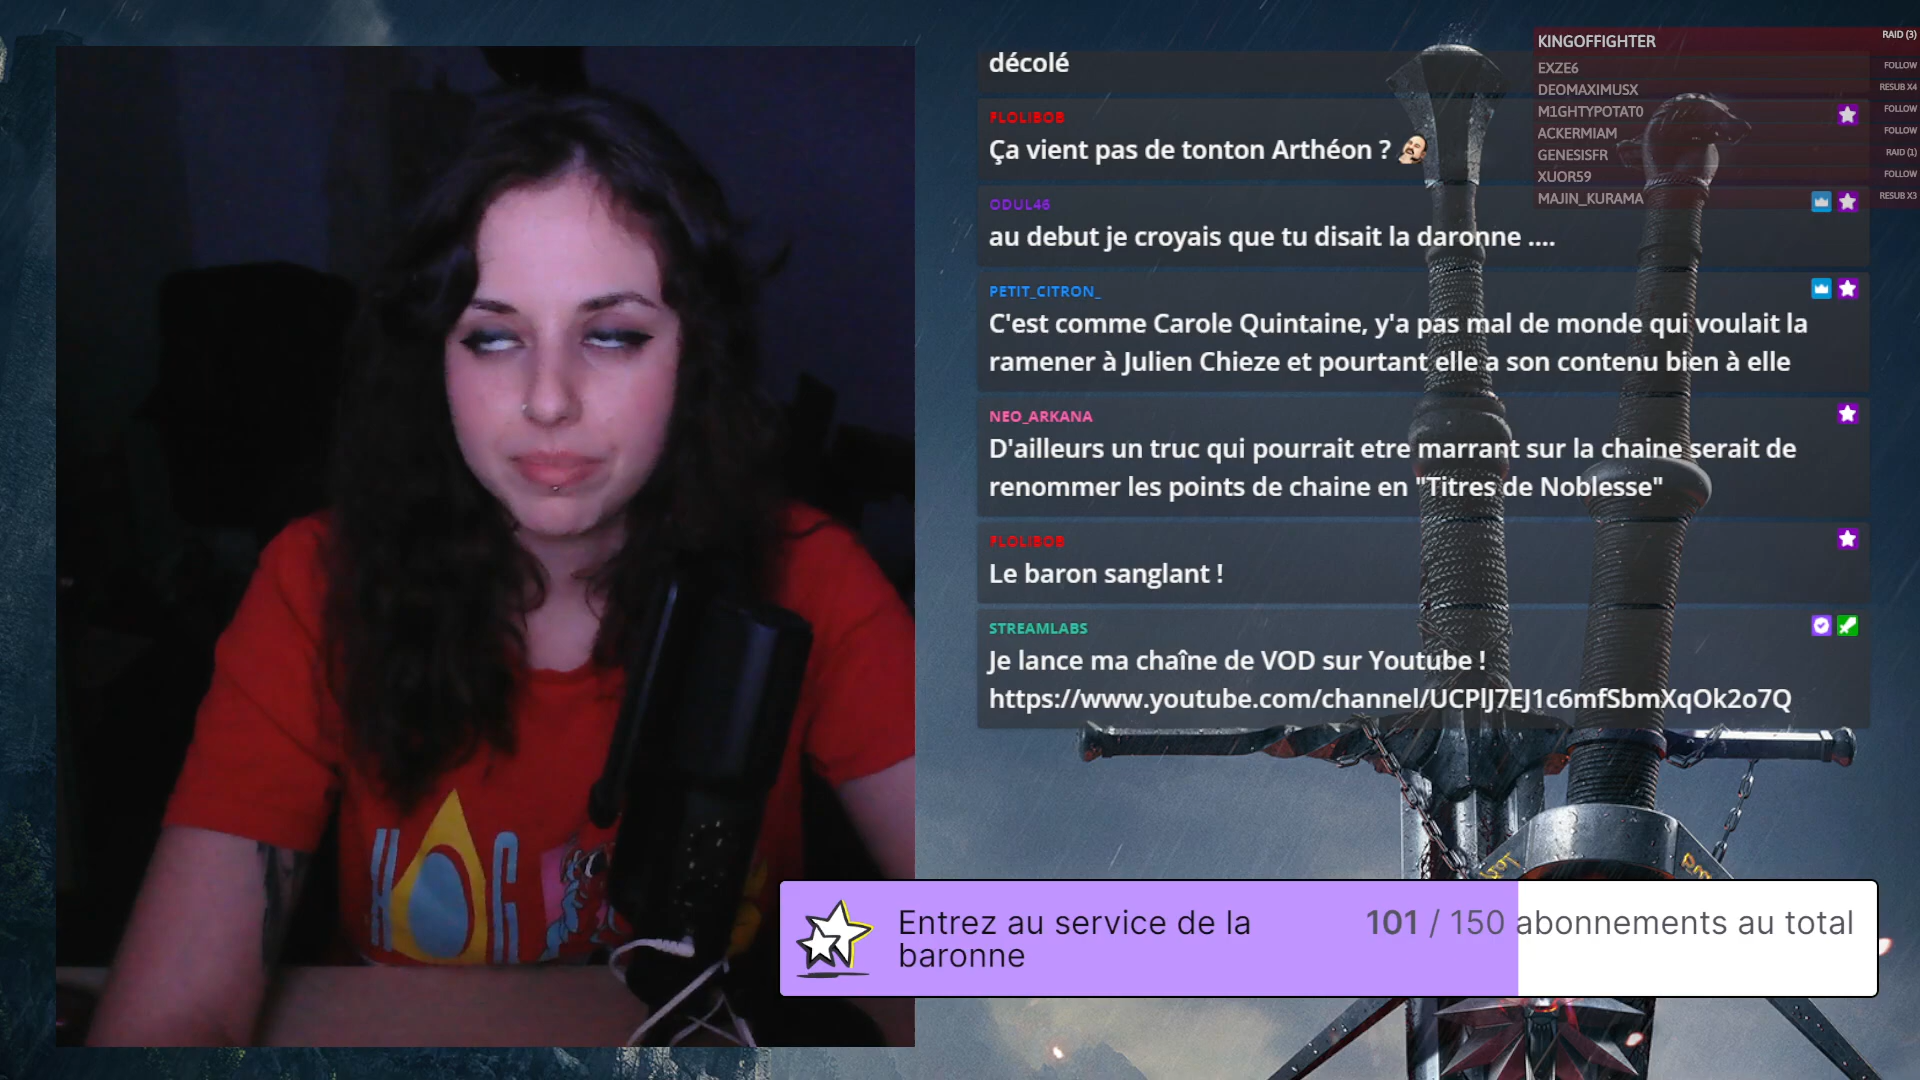 décolé
FLOLIBOB
Ça vient pas de tonton Arthéon ?
ODUL46
au debut je croyais que tu disait la daronne ....
PETIT_CITRON_
C'est comme Carole Quintaine, y'a pas mal de monde qui voulait la
ramener à Julien Chieze et pourtant elle a son contenu bien à elle
NEO_ARKANA
D'ailleurs un truc qui pourrait etre marrant sur la chaine serait de
renommer les points de chaine en "Titres de Noblesse"
FLOLIBOB
Le baron sanglant !
STREAMLABS
Je lance ma chaîne de VOD sur Youtube !
https://www.youtube.com/channel/UCPlJ7EJ1c6mfSbmXqOk2o7Q
KINGOFFIGHTER RAID (3)
EXZE6 FOLLOW
DEOMAXIMUSX RESUB X4
M1GHTYPOTAT0 FOLLOW
ACKERMIAM FOLLOW
GENESISFR RAID (1)
XUOR59 FOLLOW
MAJIN_KURAMA RESUB X3
HOG
Entrez au service de la
baronne
101 / 150 abonnements au total